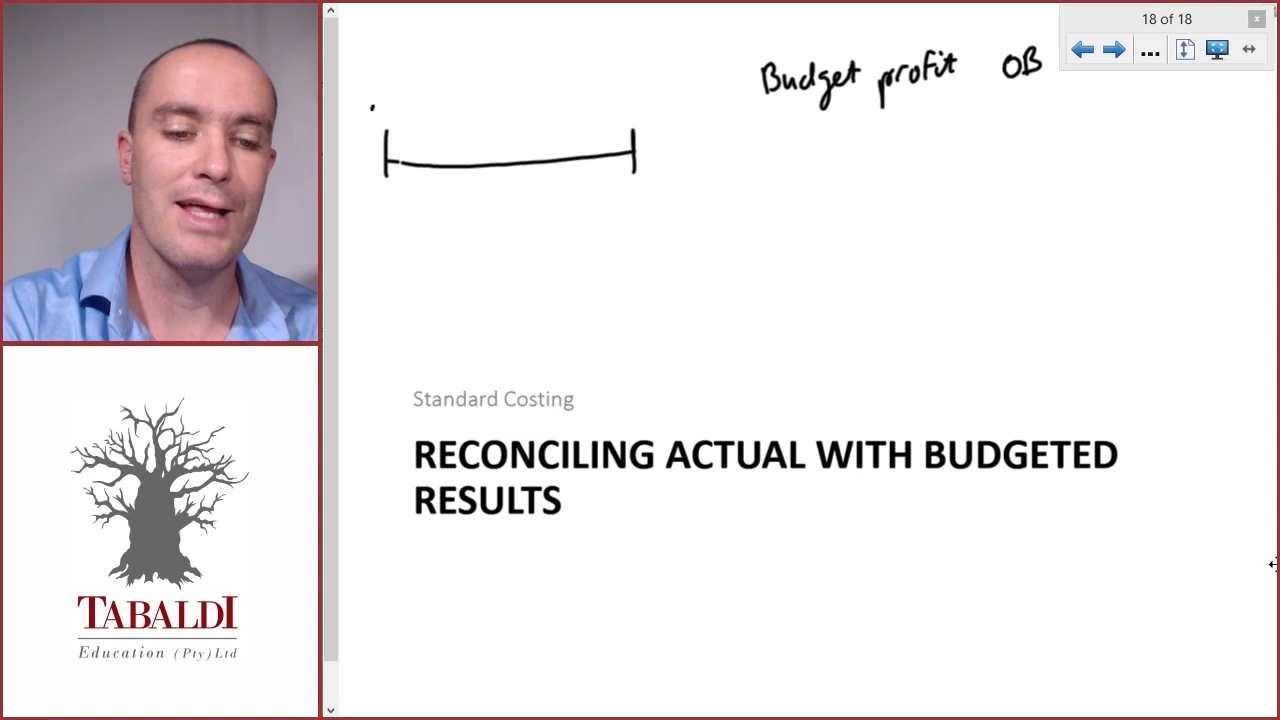 18 of 18
Budget profit OB
Standard Costing
RECONCILING ACTUAL WITH BUDGETED
RESULTS
TABALDI
Education (Pty) Ltd